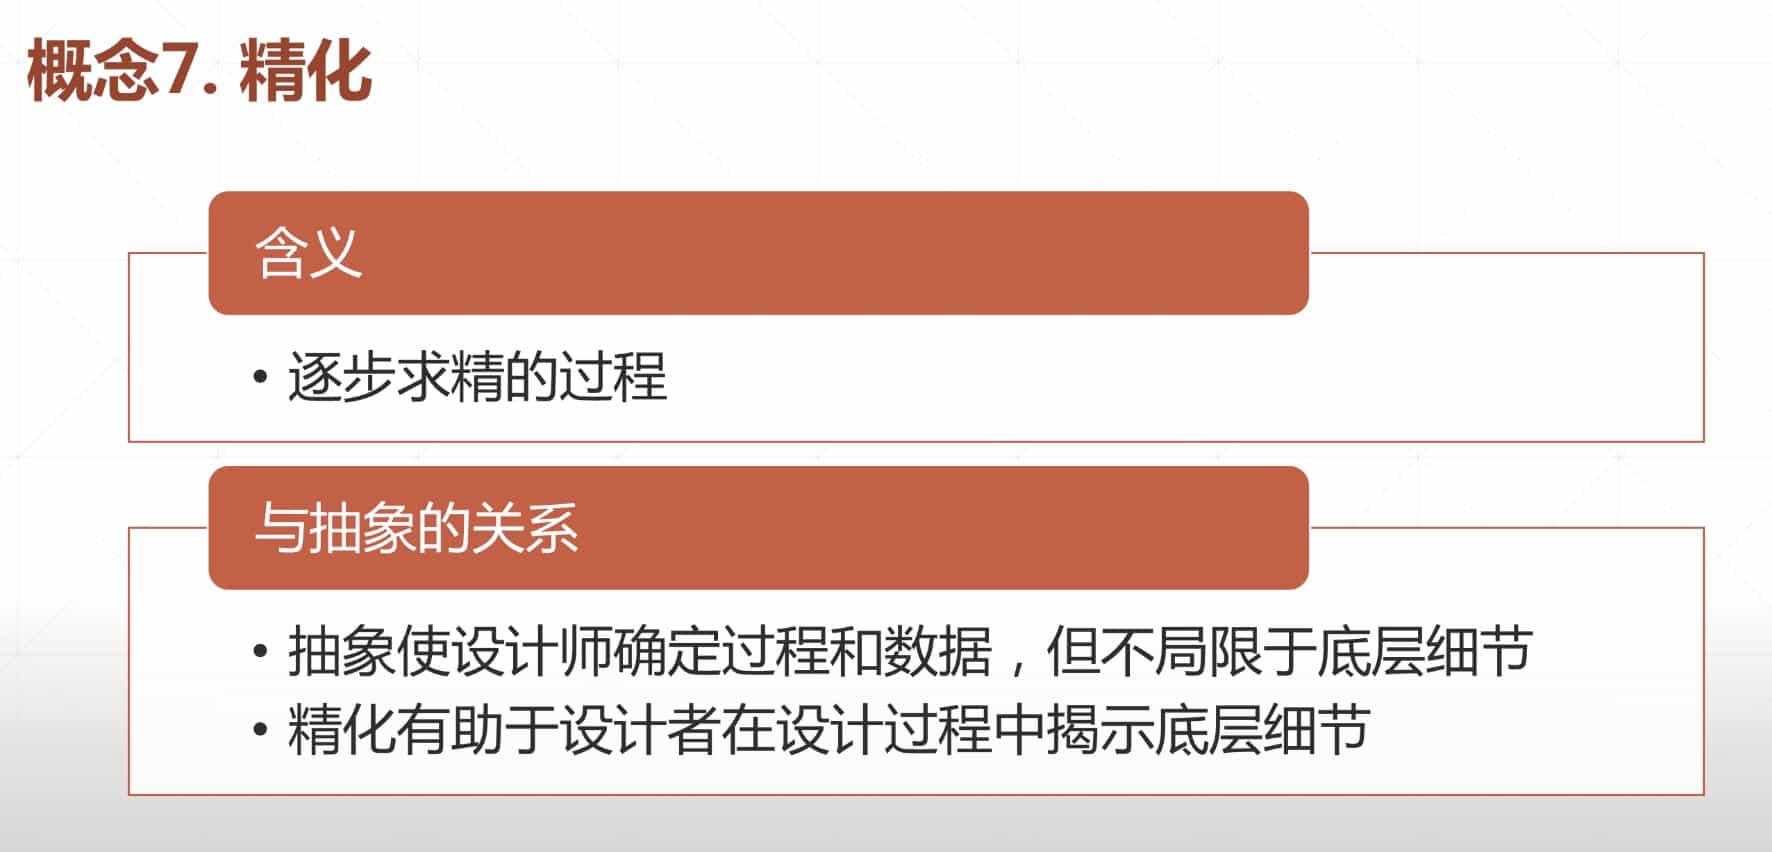 概念7. 精化
含义
• 逐步求精的过程
与抽象的关系
• 抽象使设计师确定过程和数据，但不局限于底层细节
• 精化有助于设计者在设计过程中揭示底层细节